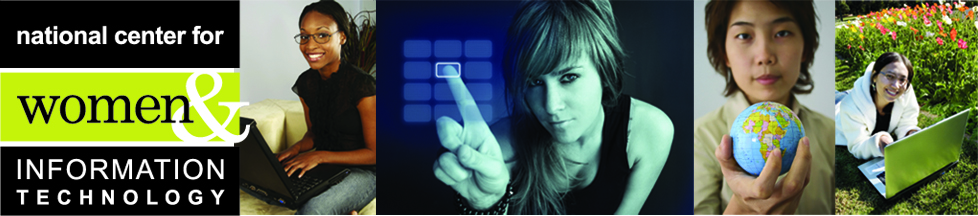 national center for
women &
INFORMATION
TECHNOLOGY